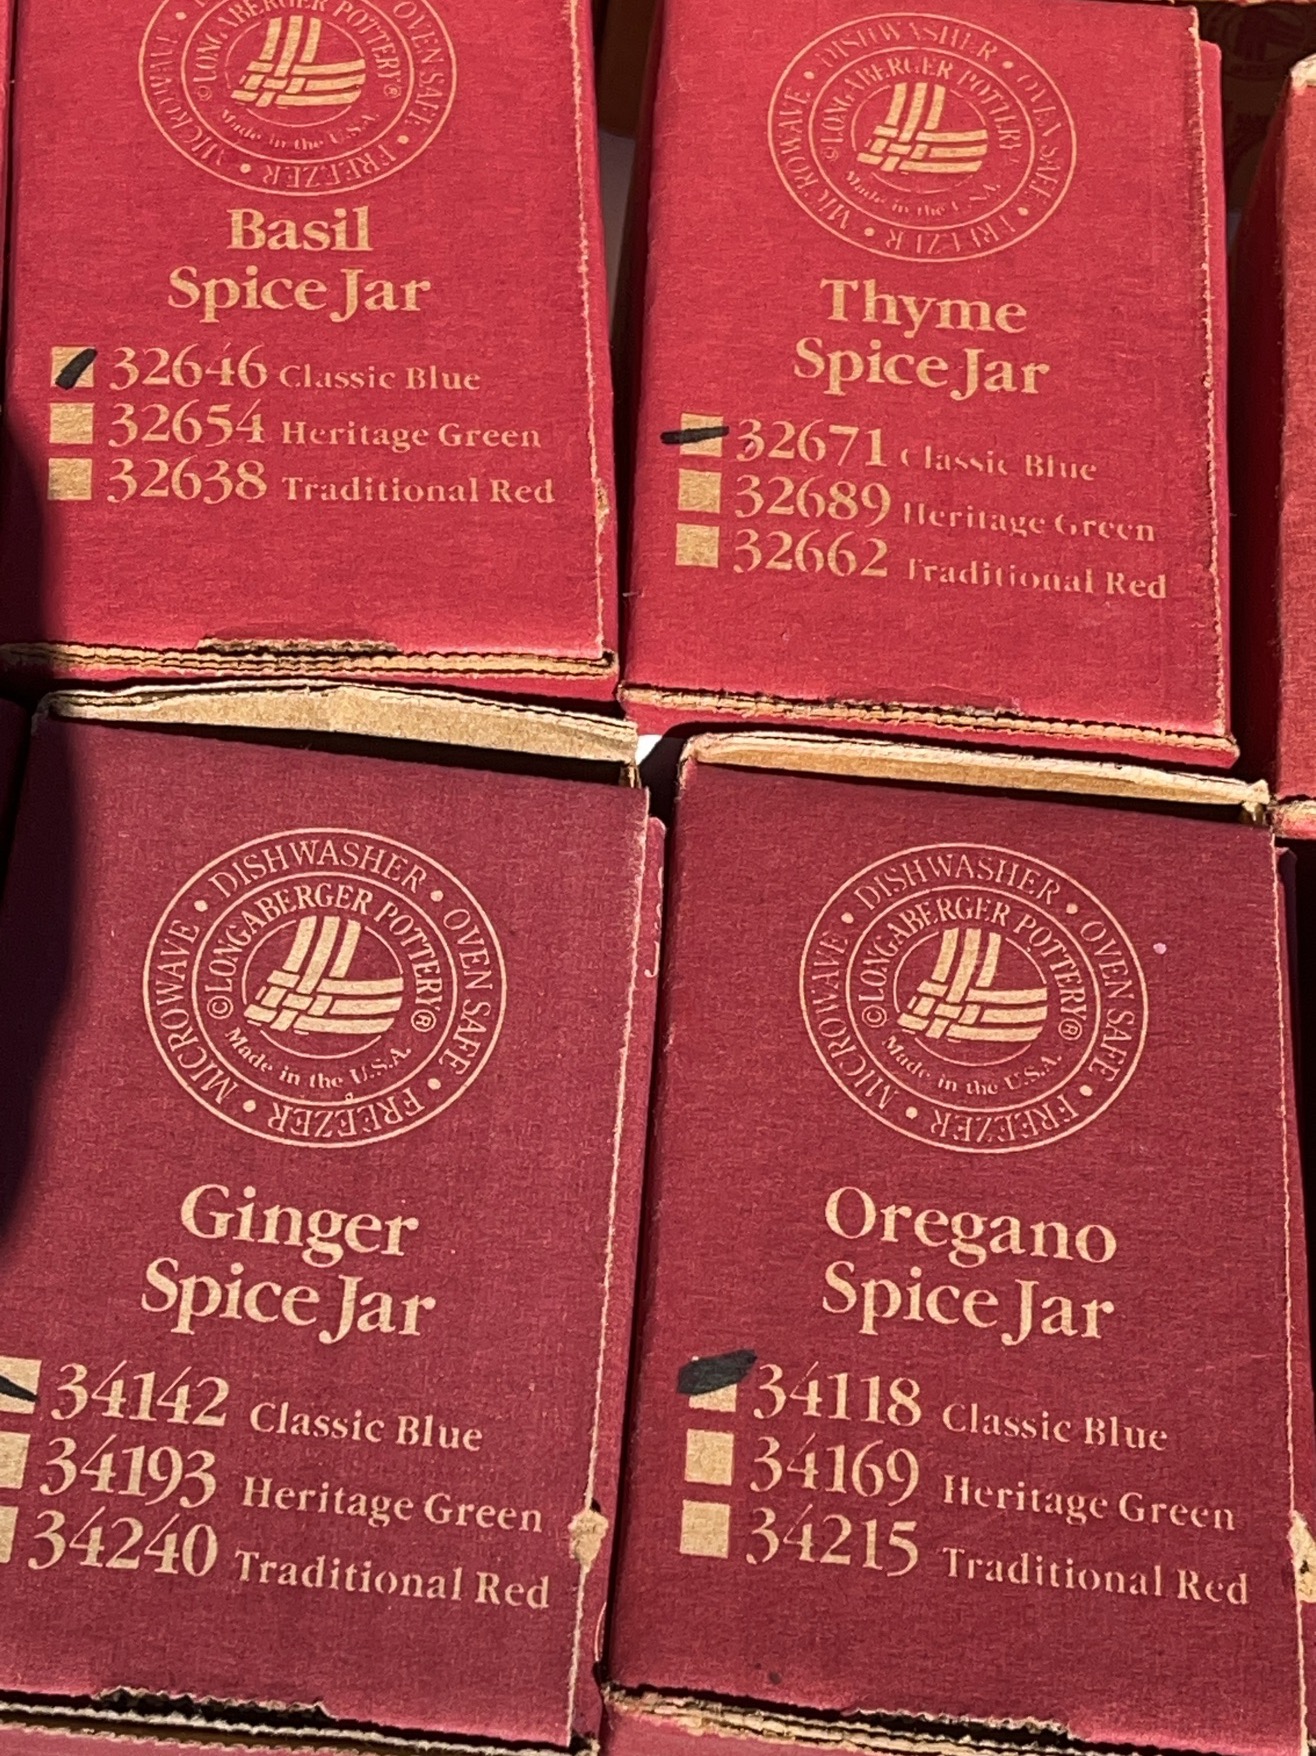 MICROWAVE • OVEN SAFE • FREEZER •
© LONGABERGER POTTERY®
Made in the U.S.A.
Basil
Spice Jar
32646 Classic Blue
32654 Heritage Green
32638 Traditional Red
MICROWAVE • DISHWASHER • OVEN SAFE • FREEZER •
© LONGABERGER POTTERY
Made in the U.S.A.
Thyme
Spice Jar
32671 Classic Blue
32689 Heritage Green
32662 Traditional Red
MICROWAVE • DISHWASHER • OVEN SAFE • FREEZER •
© LONGABERGER POTTERY®
Made in the U.S.A.
Ginger
Spice Jar
34142 Classic Blue
34193 Heritage Green
34240 Traditional Red
MICROWAVE • DISHWASHER • OVEN SAFE • FREEZER •
© LONGABERGER POTTERY®
Made in the U.S.A.
Oregano
Spice Jar
34118 Classic Blue
34169 Heritage Green
34215 Traditional Red